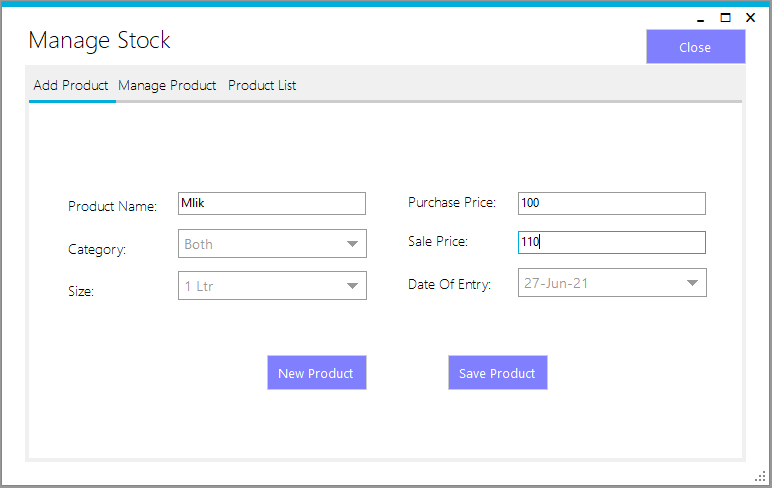 Manage Stock
Close
Add Product Manage Product Product List
Product Name: Mlik
Purchase Price: 100
Category: Both
Sale Price: 110
Size: 1 Ltr
Date Of Entry: 27-Jun-21
New Product
Save Product